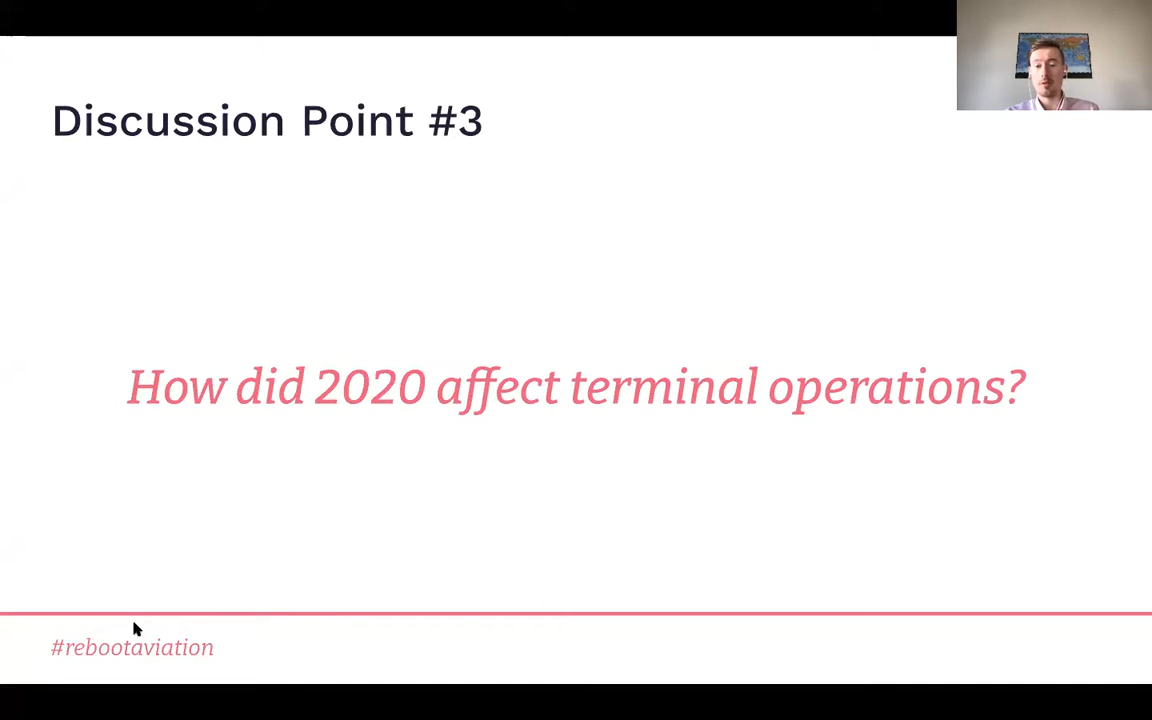 Discussion Point #3
How did 2020 affect terminal operations?
#rebootaviation